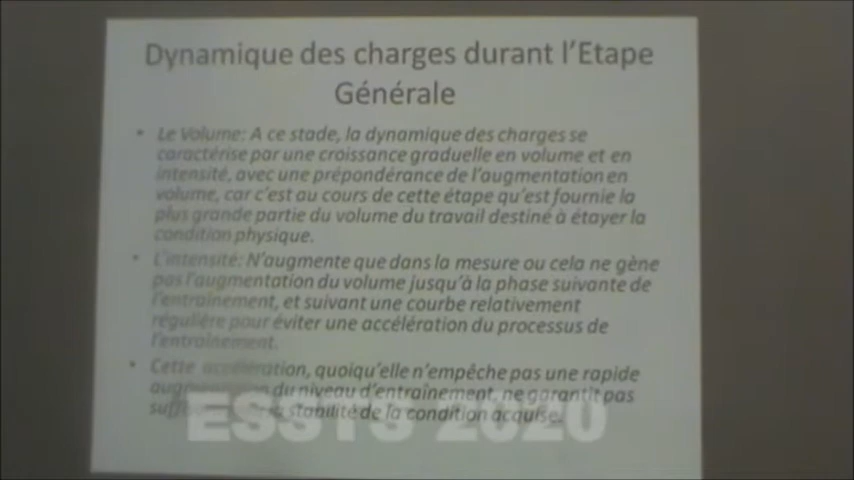 Dynamique des charges durant l'Etape
Générale
• Le Volume: A ce stade, la dynamique des charges se
caractérise par une croissance graduelle en volume et en
intensité, avec une prépondérance de l'augmentation en
volume, car c'est au cours de cette étape qu'est fournie la
plus grande partie du volume du travail destiné à étayer la
condition physique.
• L'intensité: N'augmente que dans la mesure ou cela ne gène
pas l'augmentation du volume jusqu'à la phase suivante de
l'entraînement, et suivant une courbe relativement
régulière pour éviter une accélération du processus de
l'entraînement.
• Cette accélération, quoiqu'elle n'empêche pas une rapide
augmentation du niveau d'entraînement, ne garantit pas
la stabilité de la condition acquise.
ESSTS 2020